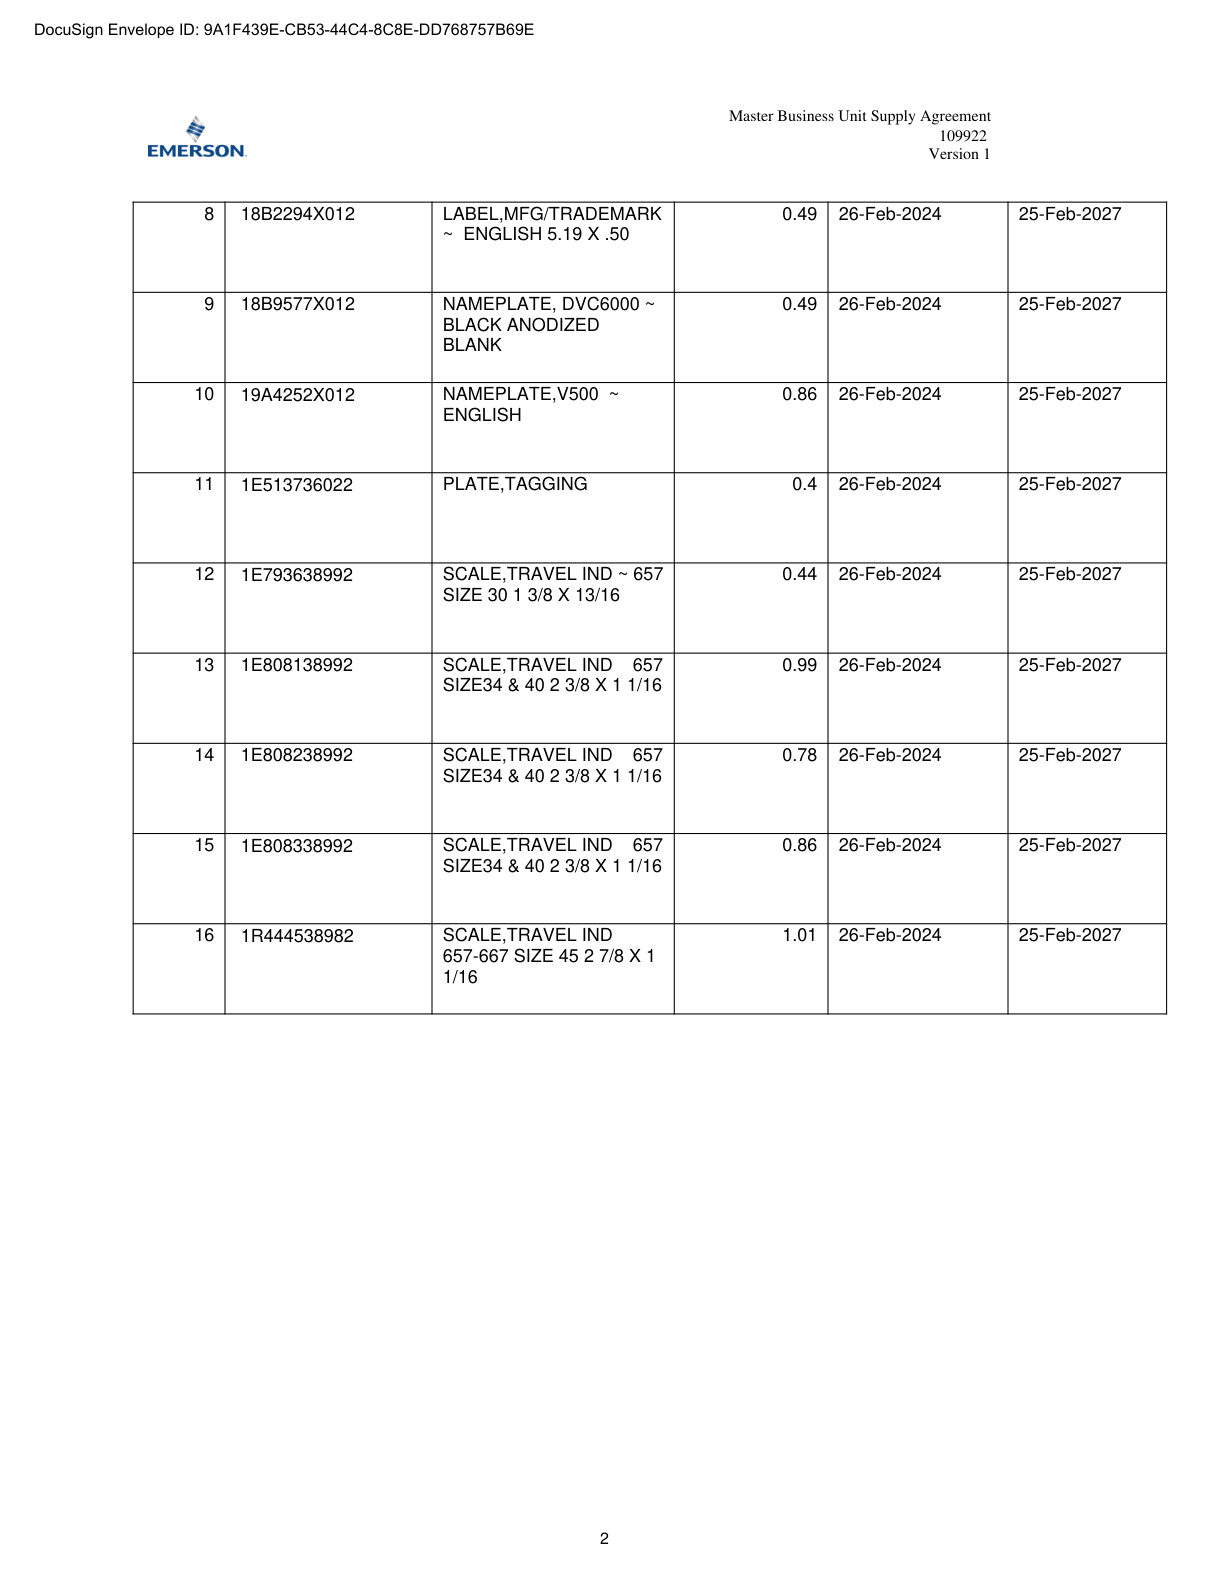 DocuSign Envelope ID: 9A1F439E-CB53-44C4-8C8E-DD768757B69E
EMERSON
Master Business Unit Supply Agreement
109922
Version 1
8 18B2294X012 LABEL,MFG/TRADEMARK 0.49 26-Feb-2024 25-Feb-2027
~ ENGLISH 5.19 X .50
9 18B9577X012 NAMEPLATE, DVC6000 ~ 0.49 26-Feb-2024 25-Feb-2027
BLACK ANODIZED
BLANK
10 19A4252X012 NAMEPLATE,V500 ~ 0.86 26-Feb-2024 25-Feb-2027
ENGLISH
11 1E513736022 PLATE,TAGGING 0.4 26-Feb-2024 25-Feb-2027
12 1E793638992 SCALE,TRAVEL IND ~ 657 0.44 26-Feb-2024 25-Feb-2027
SIZE 30 1 3/8 X 13/16
13 1E808138992 SCALE,TRAVEL IND 657 0.99 26-Feb-2024 25-Feb-2027
SIZE34 & 40 2 3/8 X 1 1/16
14 1E808238992 SCALE,TRAVEL IND 657 0.78 26-Feb-2024 25-Feb-2027
SIZE34 & 40 2 3/8 X 1 1/16
15 1E808338992 SCALE,TRAVEL IND 657 0.86 26-Feb-2024 25-Feb-2027
SIZE34 & 40 2 3/8 X 1 1/16
16 1R444538982 SCALE,TRAVEL IND 1.01 26-Feb-2024 25-Feb-2027
657-667 SIZE 45 2 7/8 X 1
1/16
2